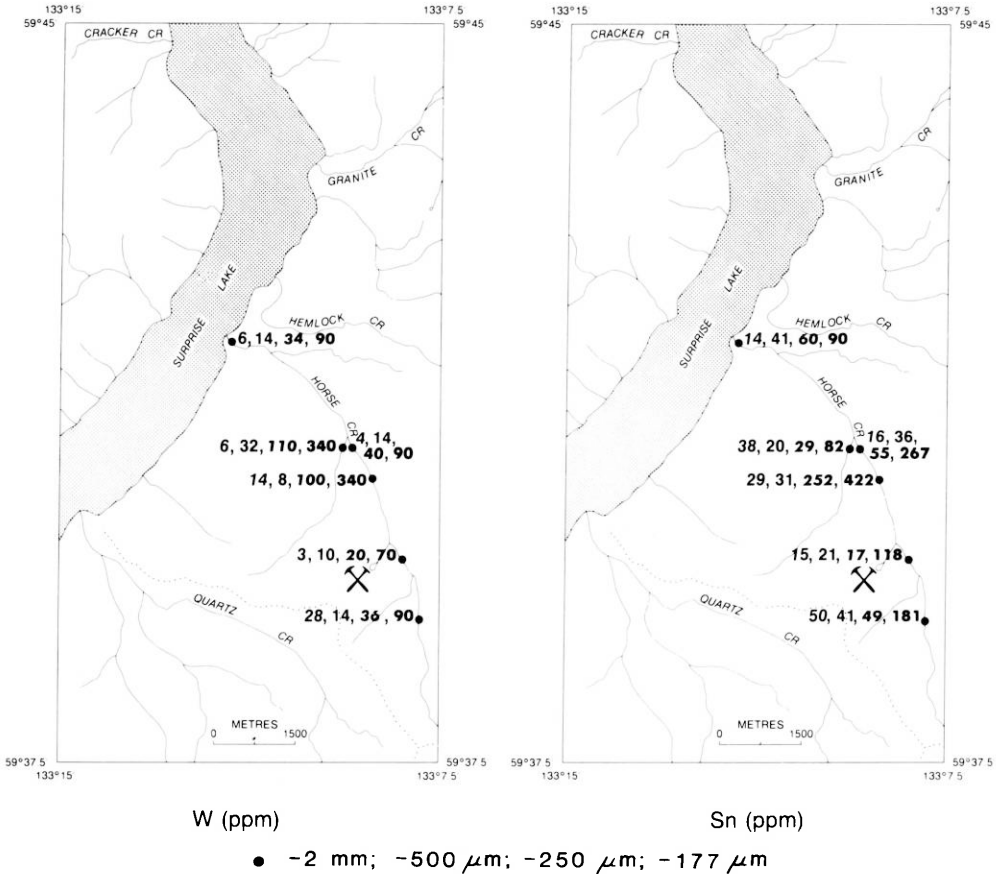 133°15
133°7 5
59°45
CRACKER CR
GRANITE CR
SURPRISE LAKE
HEMLOCK CR
6, 14, 34, 90
HORSE CR
6, 32, 110, 340
4, 14,
40, 90
14, 8, 100, 340
3, 10, 20, 70
28, 14, 36, 90
QUARTZ CR
METRES
0 1500
59°37 5
133°15
133°7 5
W (ppm)
133°15
133°7 5
59°45
59°45
CRACKER CR
GRANITE CR
SURPRISE LAKE
HEMLOCK CR
14, 41, 60, 90
HORSE CR
38, 20, 29, 82
16, 36,
55, 267
29, 31, 252, 422
15, 21, 17, 118
50, 41, 49, 181
QUARTZ CR
METRES
0 1500
59°37 5
59°37 5
133°15
133°7 5
Sn (ppm)
-2 mm; -500 μm; -250 μm; -177 μm